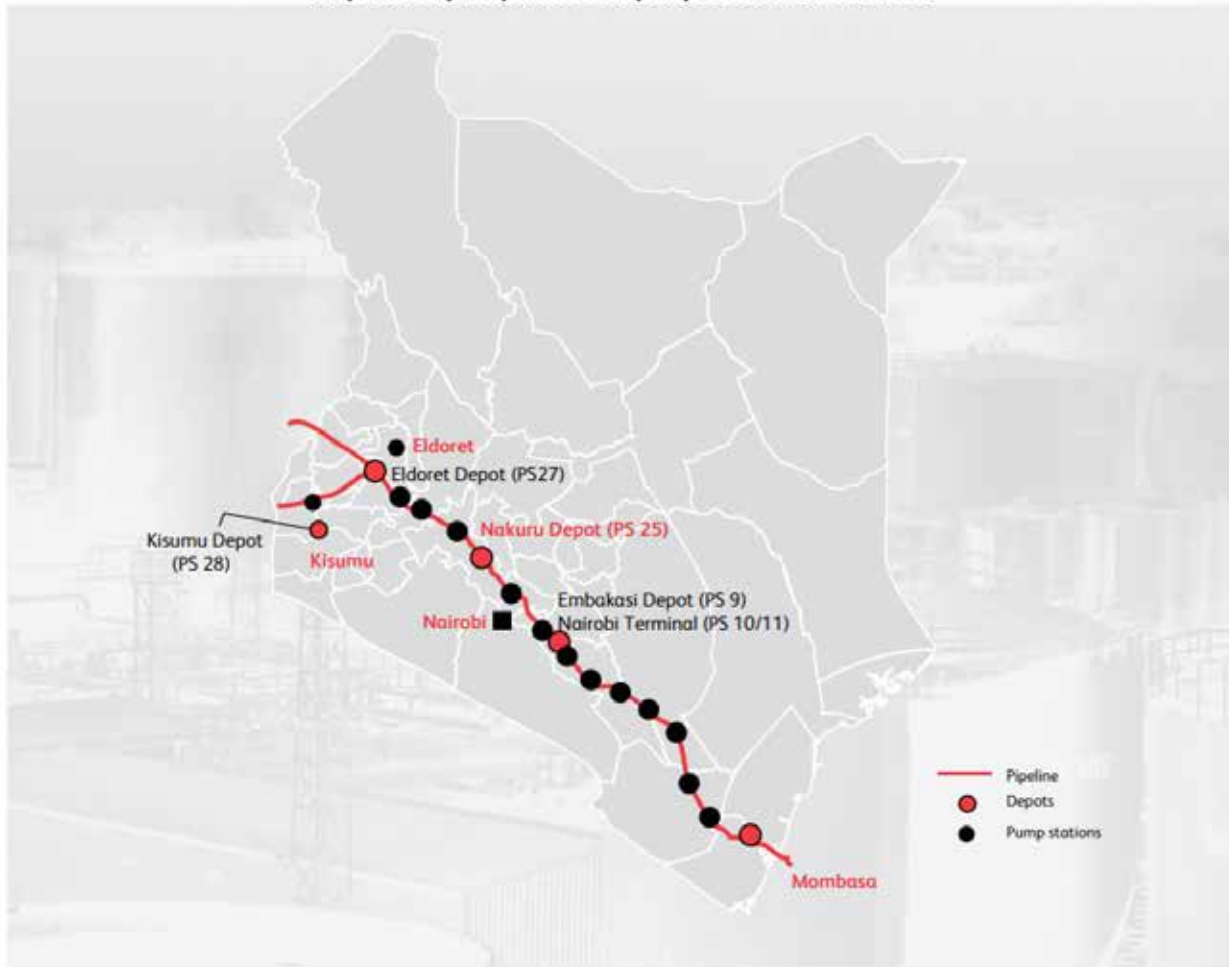 Eldoret
Eldoret Depot (PS27)
Kisumu Depot
(PS 28)
Kisumu
Nakuru Depot (PS 25)
Embakasi Depot (PS 9)
Nairobi
Nairobi Terminal (PS 10/11)
Pipeline
Depots
Pump stations
Mombasa